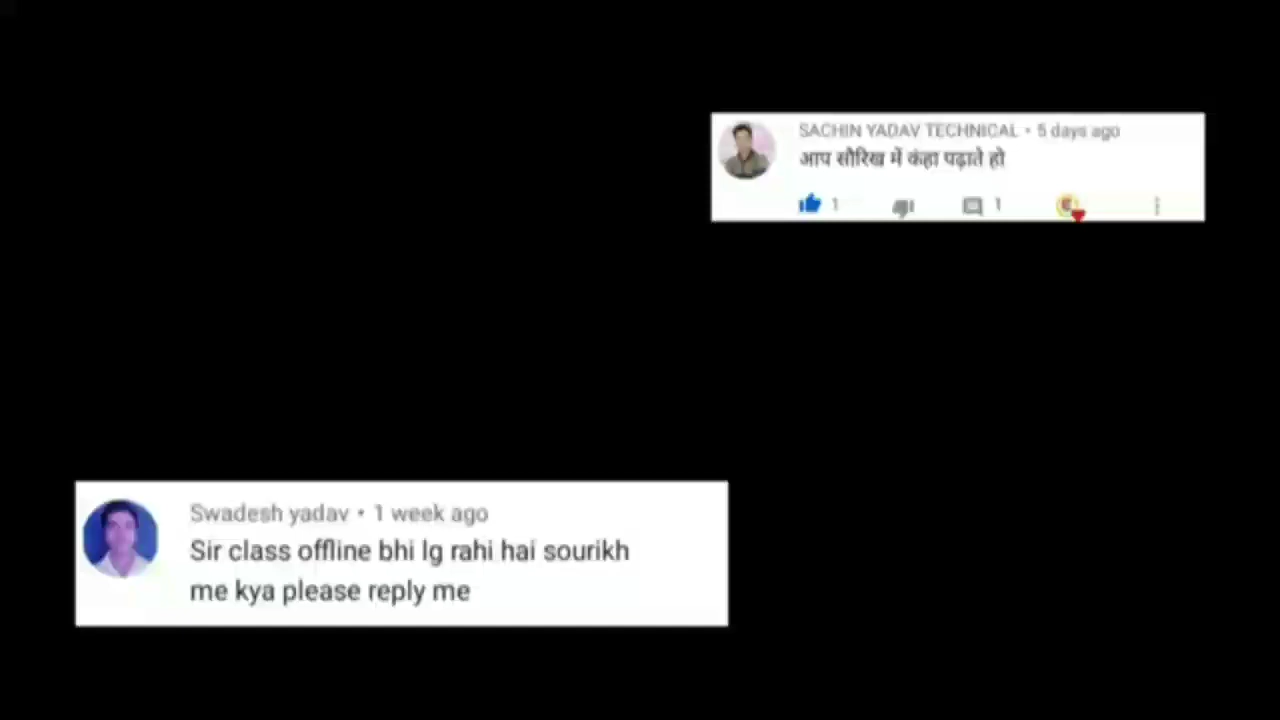 SACHIN YADAV TECHNICAL • 5 days ago
आप सौरिख में कंहा पढ़ाते हो
1 1
Swadesh yadav • 1 week ago
Sir class offline bhi lg rahi hai sourikh
me kya please reply me